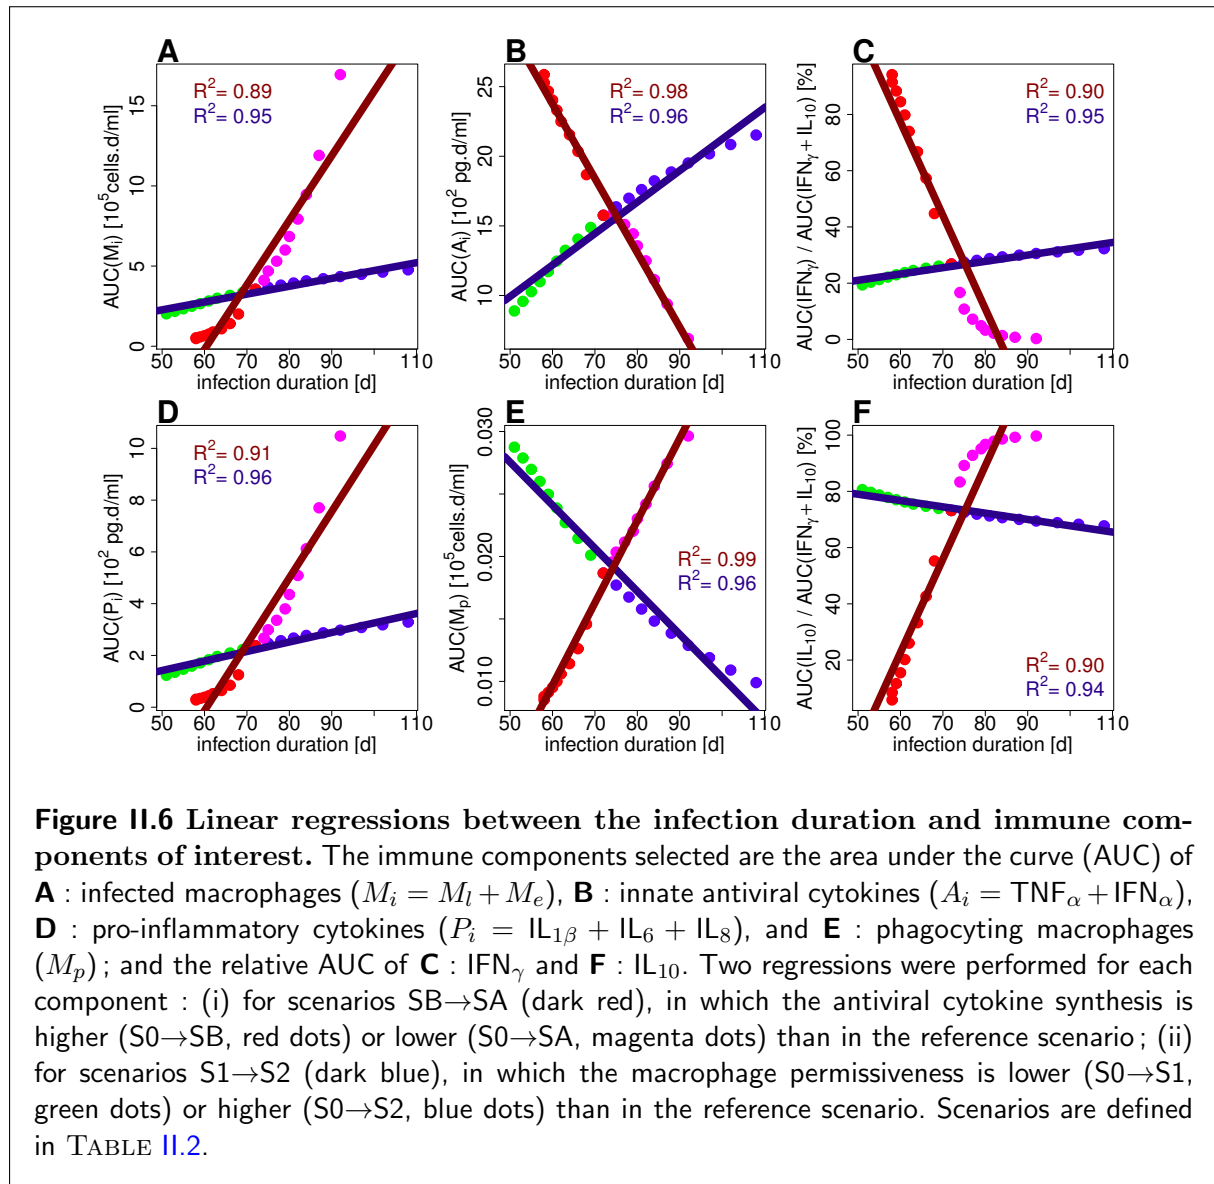 A
R2= 0.89
R2= 0.95
AUC(Mi) [10^5cells.d/ml]
0 5 10 15
50 60 70 80 90 110
infection duration [d]
B
R2= 0.98
R2= 0.96
AUC(Ai) [10^2 pg.d/ml]
10 15 20 25
50 60 70 80 90 110
infection duration [d]
C
R2= 0.90
R2= 0.95
AUC(IFNγ) / AUC(IFNγ + IL10) [%]
0 20 40 60 80
50 60 70 80 90 110
infection duration [d]
D
R2= 0.91
R2= 0.96
AUC(Pi) [10^2 pg.d/ml]
0 2 4 6 8 10
50 60 70 80 90 110
infection duration [d]
E
R2= 0.99
R2= 0.96
AUC(Mp) [10^5cells.d/ml]
0.010 0.020 0.030
50 60 70 80 90 110
infection duration [d]
F
R2= 0.90
R2= 0.94
AUC(IL10) / AUC(IFNγ + IL10) [%]
20 40 60 80 100
50 60 70 80 90 110
infection duration [d]
Figure II.6 Linear regressions between the infection duration and immune com-
ponents of interest. The immune components selected are the area under the curve (AUC) of
A : infected macrophages (Mi = Ml + Me), B : innate antiviral cytokines (Ai = TNFα + IFNα),
D : pro-inflammatory cytokines (Pi = IL1β + IL6 + IL8), and E : phagocyting macrophages
(Mp) ; and the relative AUC of C : IFNγ and F : IL10. Two regressions were performed for each
component : (i) for scenarios SB→SA (dark red), in which the antiviral cytokine synthesis is
higher (S0→SB, red dots) or lower (S0→SA, magenta dots) than in the reference scenario ; (ii)
for scenarios S1→S2 (dark blue), in which the macrophage permissiveness is lower (S0→S1,
green dots) or higher (S0→S2, blue dots) than in the reference scenario. Scenarios are defined
in TABLE II.2.